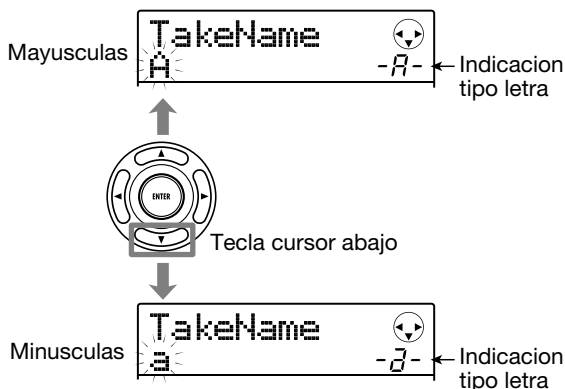 TakeName
Mayusculas
A
-A-
Indicacion
tipo letra
ENTER
Tecla cursor abajo
TakeName
Minusculas
a
-a-
Indicacion
tipo letra